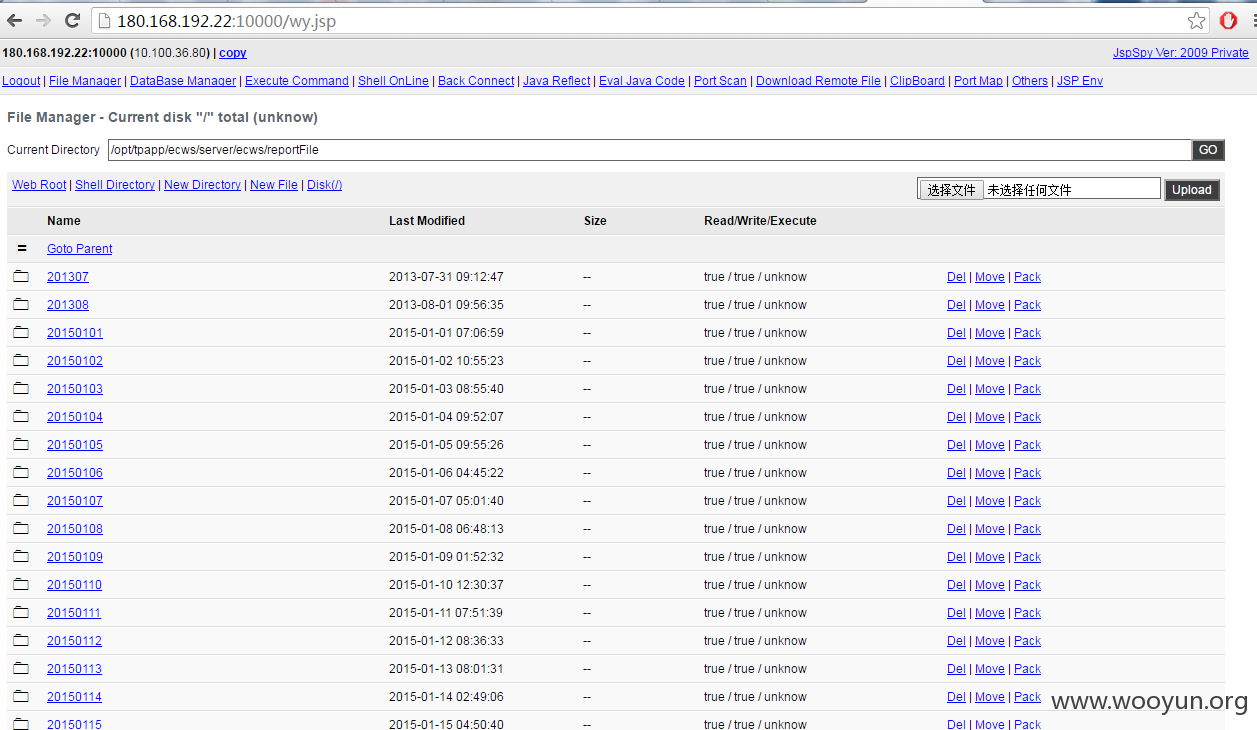 180.168.192.22:10000/wy.jsp
180.168.192.22:10000 (10.100.36.80) | copy JspSpy Ver: 2009 Private
Logout | File Manager | DataBase Manager | Execute Command | Shell OnLine | Back Connect | Java Reflect | Eval Java Code | Port Scan | Download Remote File | ClipBoard | Port Map | Others | JSP Env
File Manager - Current disk "/" total (unknow)
Current Directory /opt/tpapp/ecws/server/ecws/reportFile GO
Web Root | Shell Directory | New Directory | New File | Disk(/) 选择文件 未选择任何文件 Upload
Name Last Modified Size Read/Write/Execute
= Goto Parent
201307 2013-07-31 09:12:47 -- true / true / unknow Del | Move | Pack
201308 2013-08-01 09:56:35 -- true / true / unknow Del | Move | Pack
20150101 2015-01-01 07:06:59 -- true / true / unknow Del | Move | Pack
20150102 2015-01-02 10:55:23 -- true / true / unknow Del | Move | Pack
20150103 2015-01-03 08:55:40 -- true / true / unknow Del | Move | Pack
20150104 2015-01-04 09:52:07 -- true / true / unknow Del | Move | Pack
20150105 2015-01-05 09:55:26 -- true / true / unknow Del | Move | Pack
20150106 2015-01-06 04:45:22 -- true / true / unknow Del | Move | Pack
20150107 2015-01-07 05:01:40 -- true / true / unknow Del | Move | Pack
20150108 2015-01-08 06:48:13 -- true / true / unknow Del | Move | Pack
20150109 2015-01-09 01:52:32 -- true / true / unknow Del | Move | Pack
20150110 2015-01-10 12:30:37 -- true / true / unknow Del | Move | Pack
20150111 2015-01-11 07:51:39 -- true / true / unknow Del | Move | Pack
20150112 2015-01-12 08:36:33 -- true / true / unknow Del | Move | Pack
20150113 2015-01-13 08:01:31 -- true / true / unknow Del | Move | Pack
20150114 2015-01-14 02:49:06 -- true / true / unknow Del | Move | Pack
www.wooyun.org
20150115 2015-01-15 04:50:40 -- true / true / unknow Del | Move | Pack